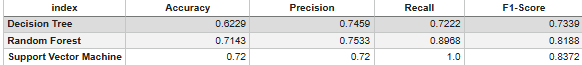 index Accuracy Precision Recall F1-Score
Decision Tree 0.6229 0.7459 0.7222 0.7339
Random Forest 0.7143 0.7533 0.8968 0.8188
Support Vector Machine 0.72 0.72 1.0 0.8372